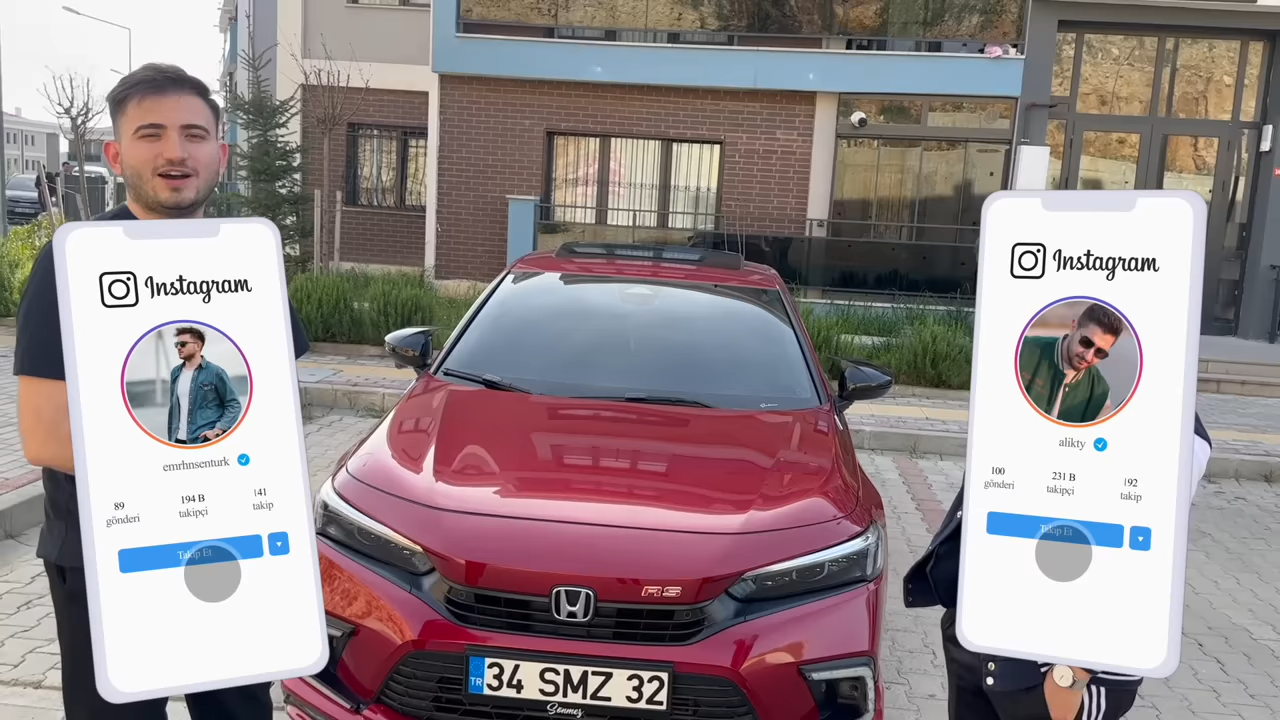 Instagram
emrhnsenturk
89 194 B 141
gönderi takipçi takip
Takip Et
Instagram
alikty
100 231 B 192
gönderi takipçi takip
Takip Et
RS
TR 34 SMZ 32
Sönmez